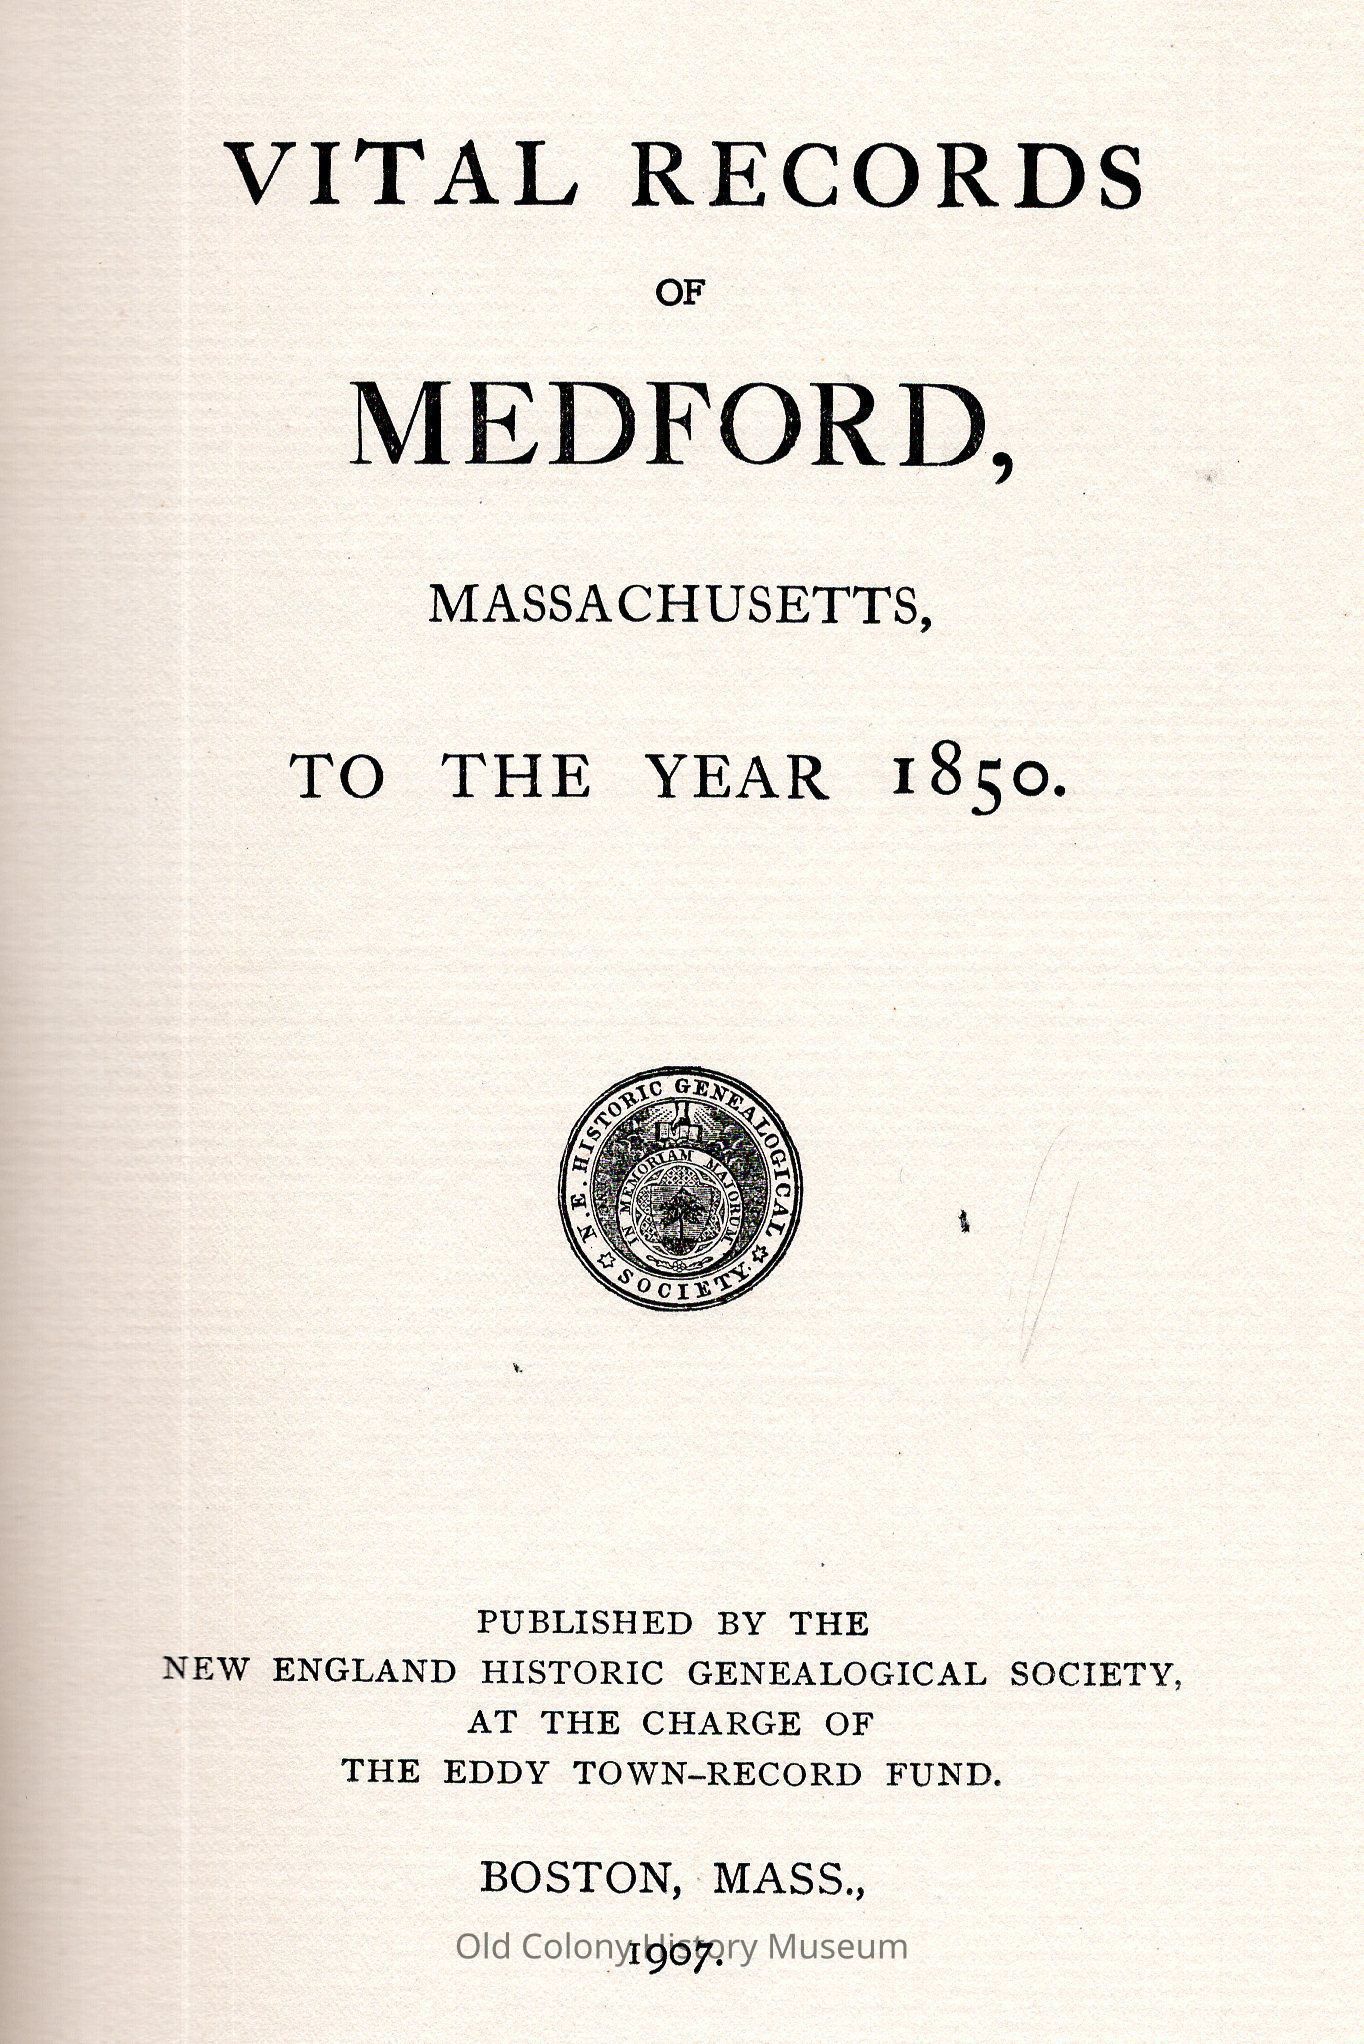 VITAL RECORDS
OF
MEDFORD,
MASSACHUSETTS,
TO THE YEAR 1850.
N. E. HISTORIC GENEALOGICAL
SOCIETY.
IN MEMORIAM MAJORUM
PUBLISHED BY THE
NEW ENGLAND HISTORIC GENEALOGICAL SOCIETY,
AT THE CHARGE OF
THE EDDY TOWN–RECORD FUND.
BOSTON, MASS.,
1907.
Old Colony History Museum